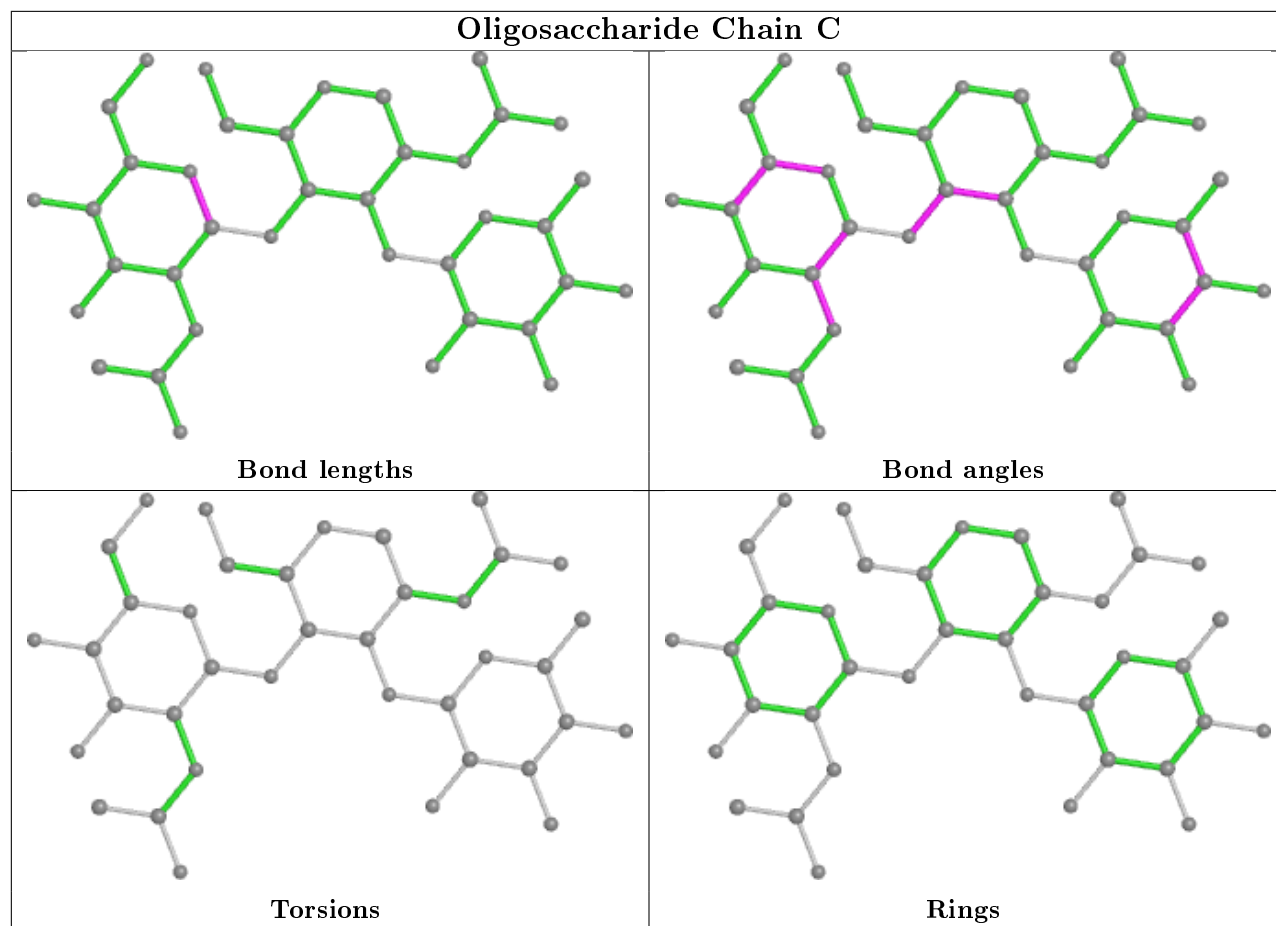 Oligosaccharide Chain C
Bond lengths
Bond angles
Torsions
Rings